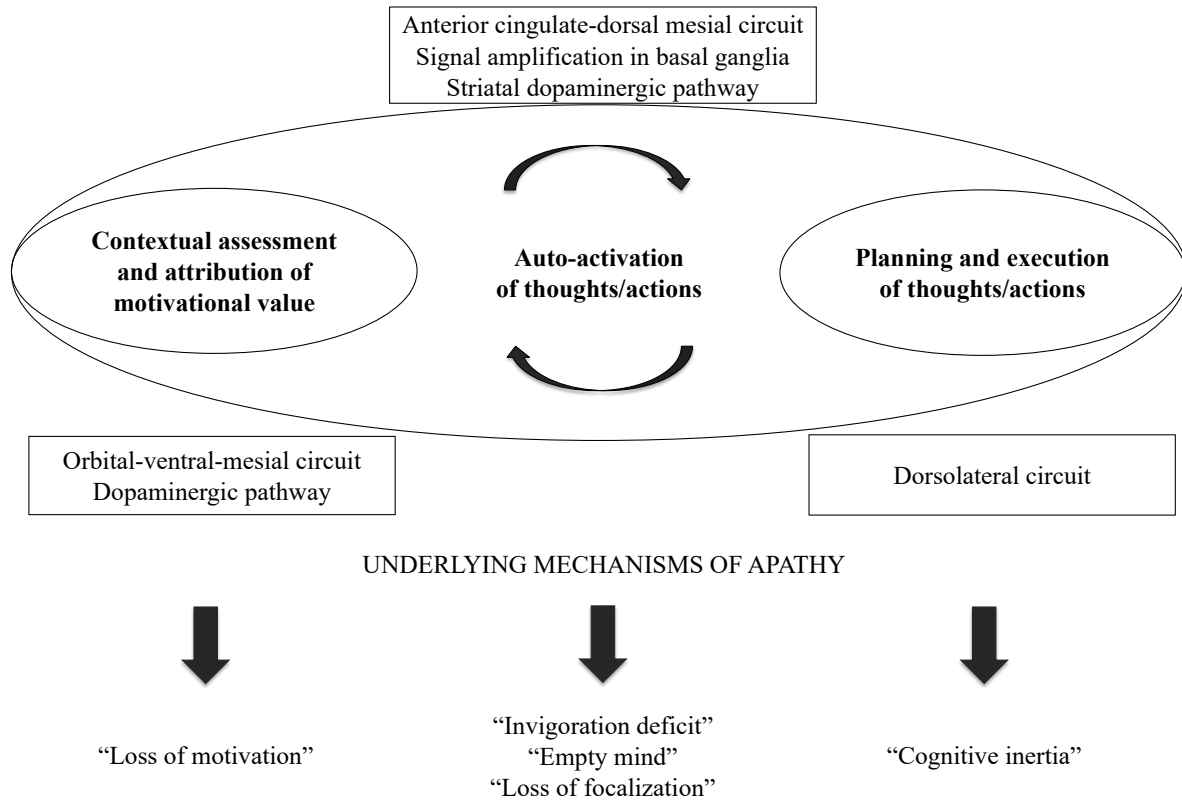 Anterior cingulate-dorsal mesial circuit
Signal amplification in basal ganglia
Striatal dopaminergic pathway
Contextual assessment
and attribution of
motivational value
Auto-activation
of thoughts/actions
Planning and execution
of thoughts/actions
Orbital-ventral-mesial circuit
Dopaminergic pathway
Dorsolateral circuit
UNDERLYING MECHANISMS OF APATHY
“Loss of motivation”
“Invigoration deficit”
“Empty mind”
“Loss of focalization”
“Cognitive inertia”